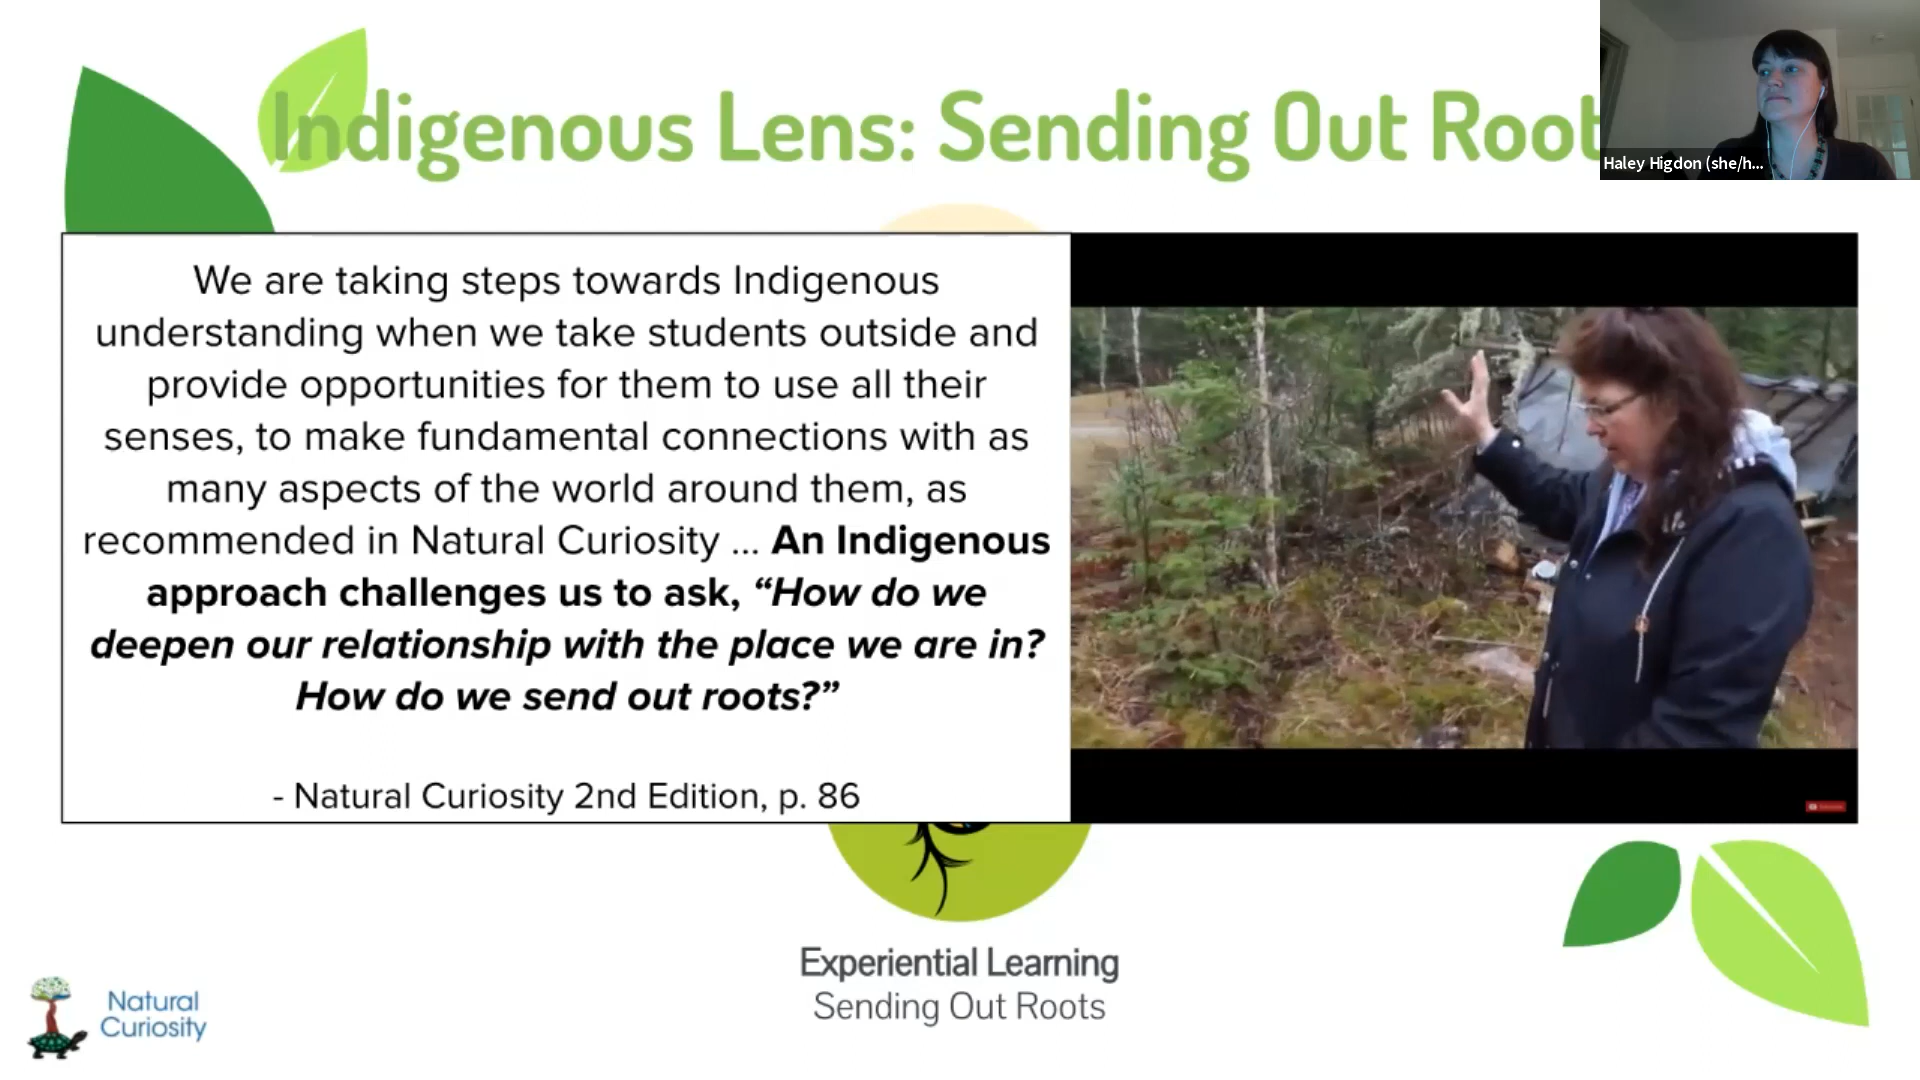 Indigenous Lens: Sending Out Root
Haley Higdon (she/h...
We are taking steps towards Indigenous
understanding when we take students outside and
provide opportunities for them to use all their
senses, to make fundamental connections with as
many aspects of the world around them, as
recommended in Natural Curiosity ... An Indigenous
approach challenges us to ask, “How do we
deepen our relationship with the place we are in?
How do we send out roots?”
- Natural Curiosity 2nd Edition, p. 86
Experiential Learning
Sending Out Roots
Natural
Curiosity